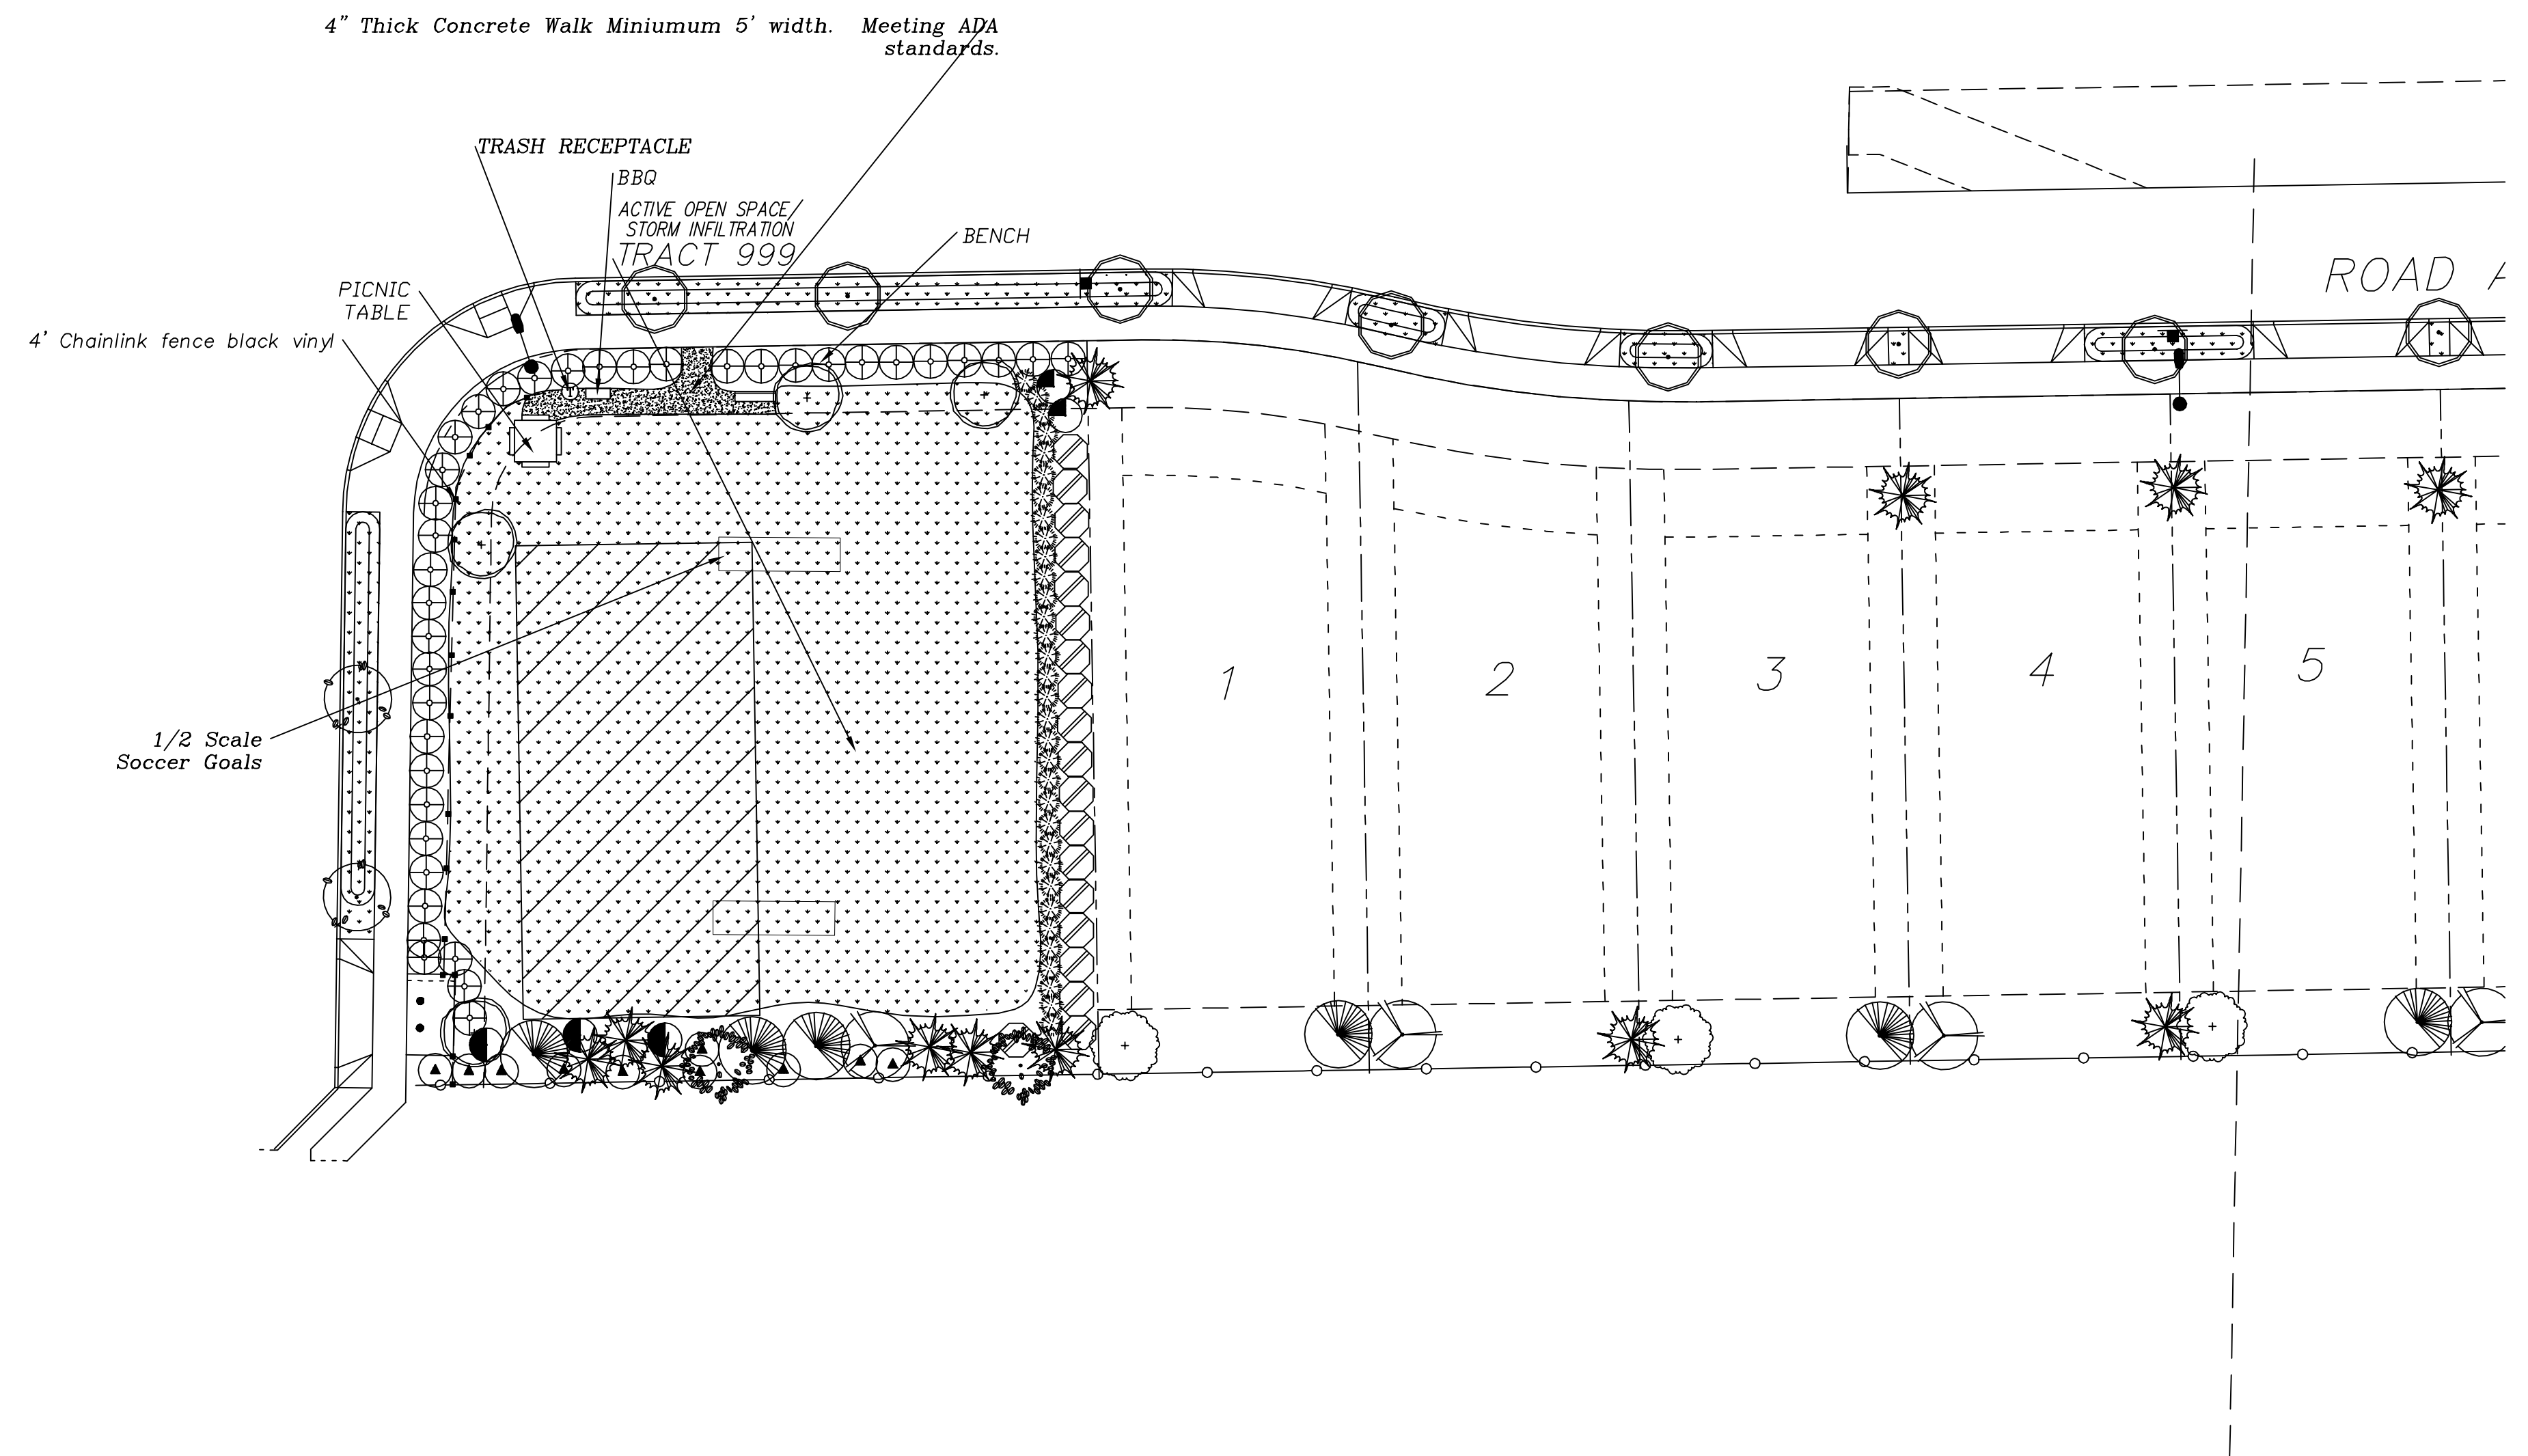 4" Thick Concrete Walk Miniumum 5' width. Meeting ADA
standards.
TRASH RECEPTACLE
BBQ
ACTIVE OPEN SPACE/
STORM INFILTRATION
TRACT 999
BENCH
ROAD
PICNIC
TABLE
4' Chainlink fence black vinyl
T
1
2
3
4
5
1/2 Scale
Soccer Goals